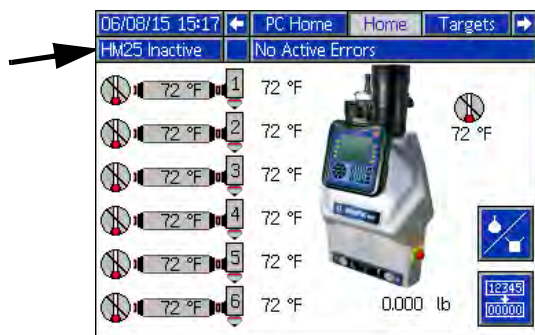 06/08/15 15:17 PC Home Home Targets
HM25 Inactive No Active Errors
72 °F 1 72 °F
72 °F
72 °F 2 72 °F
72 °F 3 72 °F
72 °F 4 72 °F
72 °F 5 72 °F
72 °F 6 72 °F
0.000 lb
12345
00000